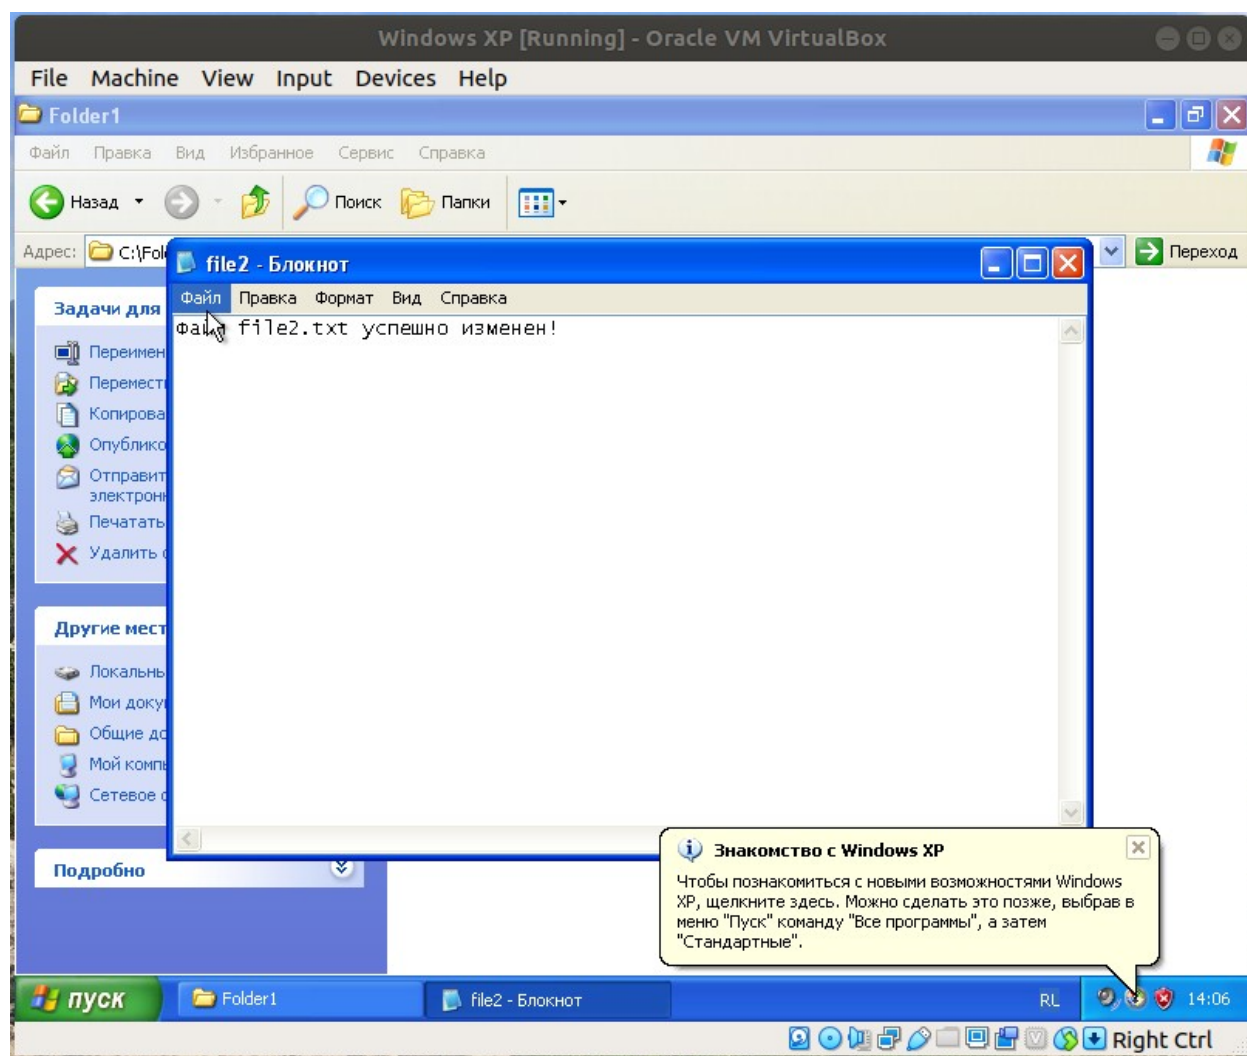 Windows XP [Running] - Oracle VM VirtualBox
File Machine View Input Devices Help
Folder1
Файл Правка Вид Избранное Сервис Справка
Назад Поиск Папки
Адрес: C:\Fol Переход
file2 - Блокнот
Файл Правка Формат Вид Справка
Файл file2.txt успешно изменен!
Задачи для
Переимен
Перемест
Копирова
Опублико
Отправит
электрон
Печатать
Удалить
Другие мест
Локальнь
Мои доку
Общие до
Мой комп
Сетевое
Подробно
Знакомство с Windows XP
Чтобы познакомиться с новыми возможностями Windows
XP, щелкните здесь. Можно сделать это позже, выбрав в
меню "Пуск" команду "Все программы", а затем
"Стандартные".
пуск Folder1 file2 - Блокнот RL 14:06
Right Ctrl